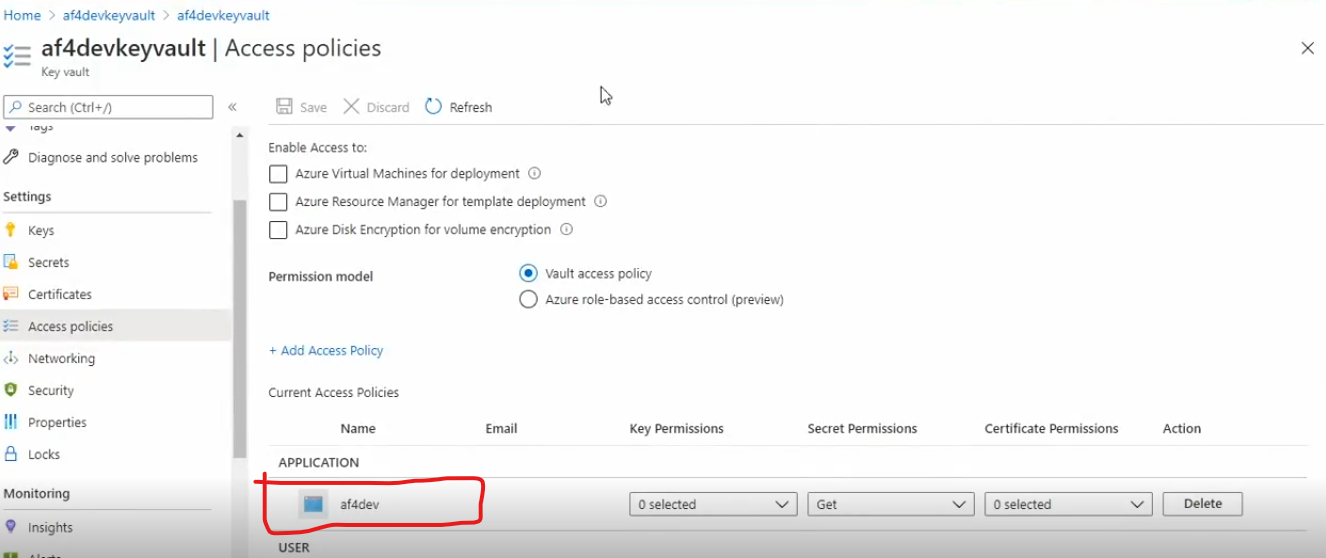 Home > af4devkeyvault > af4devkeyvault
af4devkeyvault | Access policies
Key vault
Search (Ctrl+/)
«
Tags
Diagnose and solve problems
Settings
Keys
Secrets
Certificates
Access policies
Networking
Security
Properties
Locks
Monitoring
Insights
Alerts
Save Discard Refresh
Enable Access to:
Azure Virtual Machines for deployment
Azure Resource Manager for template deployment
Azure Disk Encryption for volume encryption
Permission model
Vault access policy
Azure role-based access control (preview)
+ Add Access Policy
Current Access Policies
Name Email Key Permissions Secret Permissions Certificate Permissions Action
APPLICATION
af4dev 0 selected Get 0 selected Delete
USER